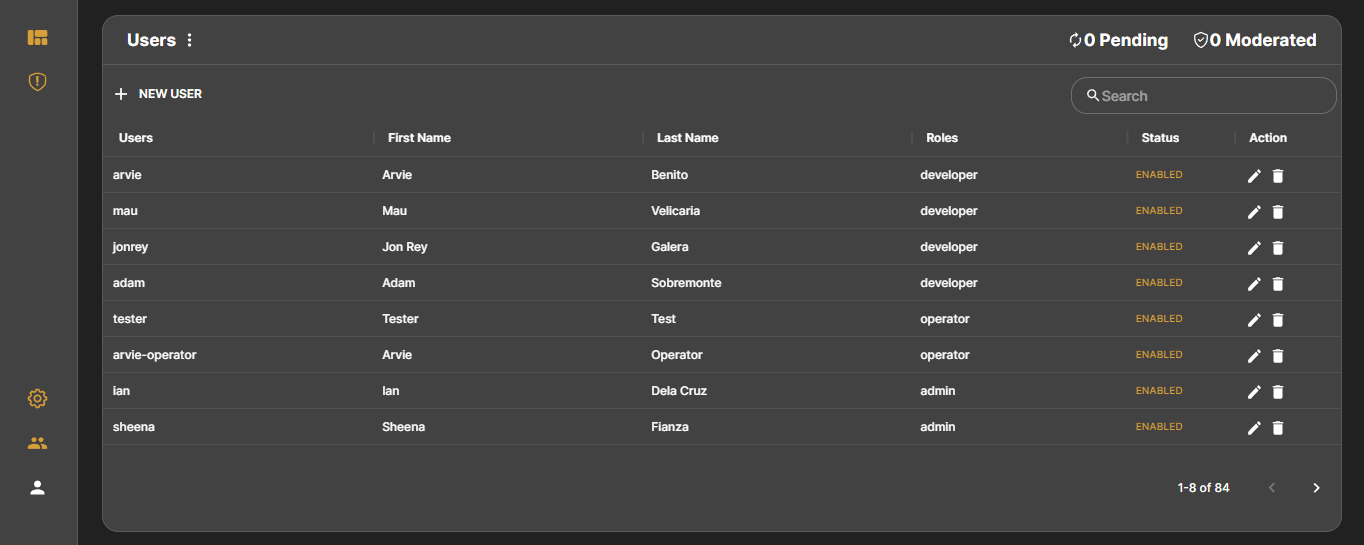 Users 0 Pending 0 Moderated
NEW USER Search
Users First Name Last Name Roles Status Action
arvie Arvie Benito developer ENABLED
mau Mau Velicaria developer ENABLED
jonrey Jon Rey Galera developer ENABLED
adam Adam Sobremonte developer ENABLED
tester Tester Test operator ENABLED
arvie-operator Arvie Operator operator ENABLED
ian Ian Dela Cruz admin ENABLED
sheena Sheena Fianza admin ENABLED
1-8 of 84